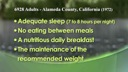 6928 Adults - Alameda County, California (1972)
• Adequate sleep (7 to 8 hours per night)
• No eating between meals
• A nutritious daily breakfast
• The maintenance of the
recommended weight